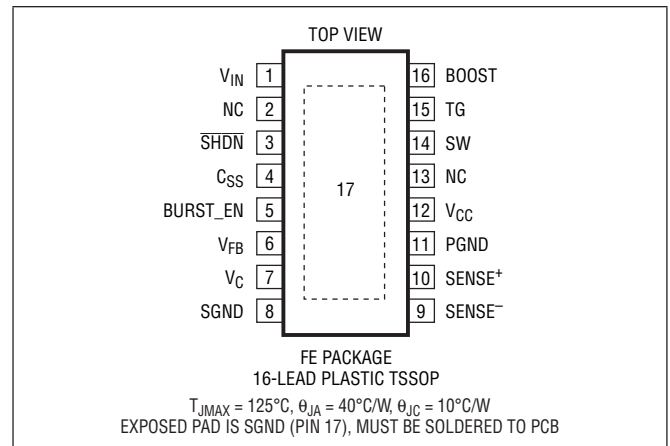 TOP VIEW
V_IN 1
NC 2
S̅H̅D̅N̅ 3
C_SS 4
BURST_EN 5
V_FB 6
V_C 7
SGND 8
17
16 BOOST
15 TG
14 SW
13 NC
12 V_CC
11 PGND
10 SENSE⁺
9 SENSE⁻
FE PACKAGE
16-LEAD PLASTIC TSSOP
T_JMAX = 125°C, θ_JA = 40°C/W, θ_JC = 10°C/W
EXPOSED PAD IS SGND (PIN 17), MUST BE SOLDERED TO PCB